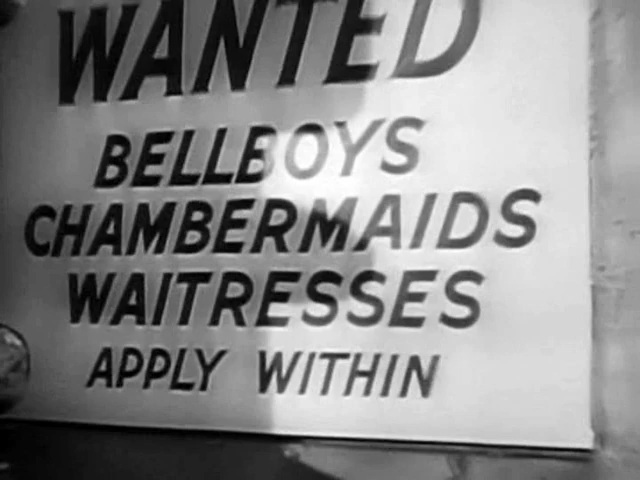 WANTED
BELLBOYS
CHAMBERMAIDS
WAITRESSES
APPLY WITHIN